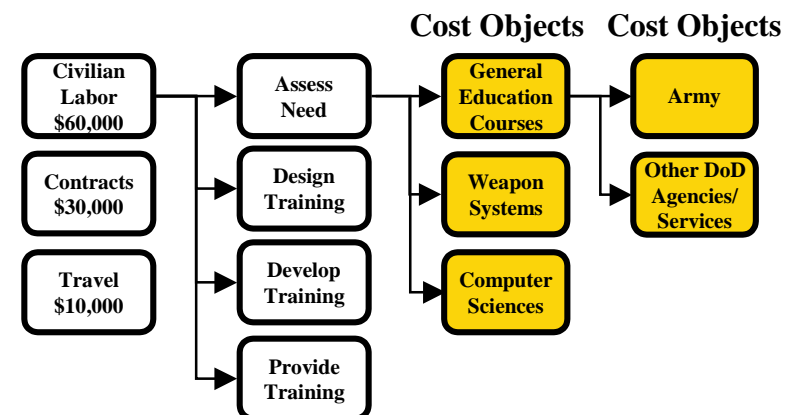 Cost Objects Cost Objects
Civilian
Labor
$60,000
Contracts
$30,000
Travel
$10,000
Assess
Need
Design
Training
Develop
Training
Provide
Training
General
Education
Courses
Weapon
Systems
Computer
Sciences
Army
Other DoD
Agencies/
Services